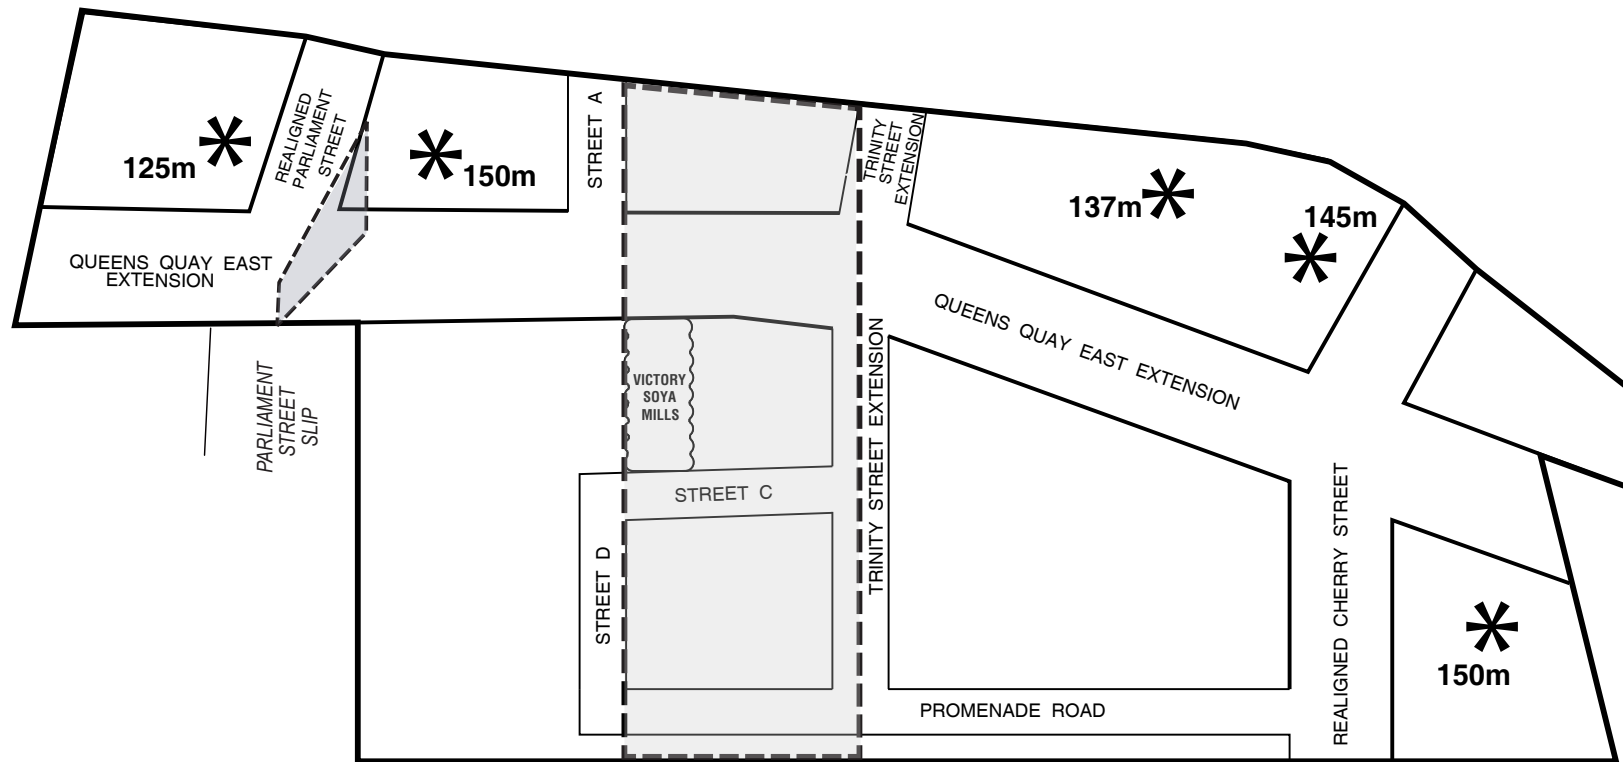 125m
REALIGNED
PARLIAMENT
STREET
150m
STREET A
TRINITY
STREET
EXTENSION
137m
145m
QUEENS QUAY EAST
EXTENSION
QUEENS QUAY EAST EXTENSION
PARLIAMENT
STREET
SLIP
VICTORY
SOYA
MILLS
TRINITY STREET EXTENSION
STREET C
STREET D
REALIGNED CHERRY STREET
150m
PROMENADE ROAD